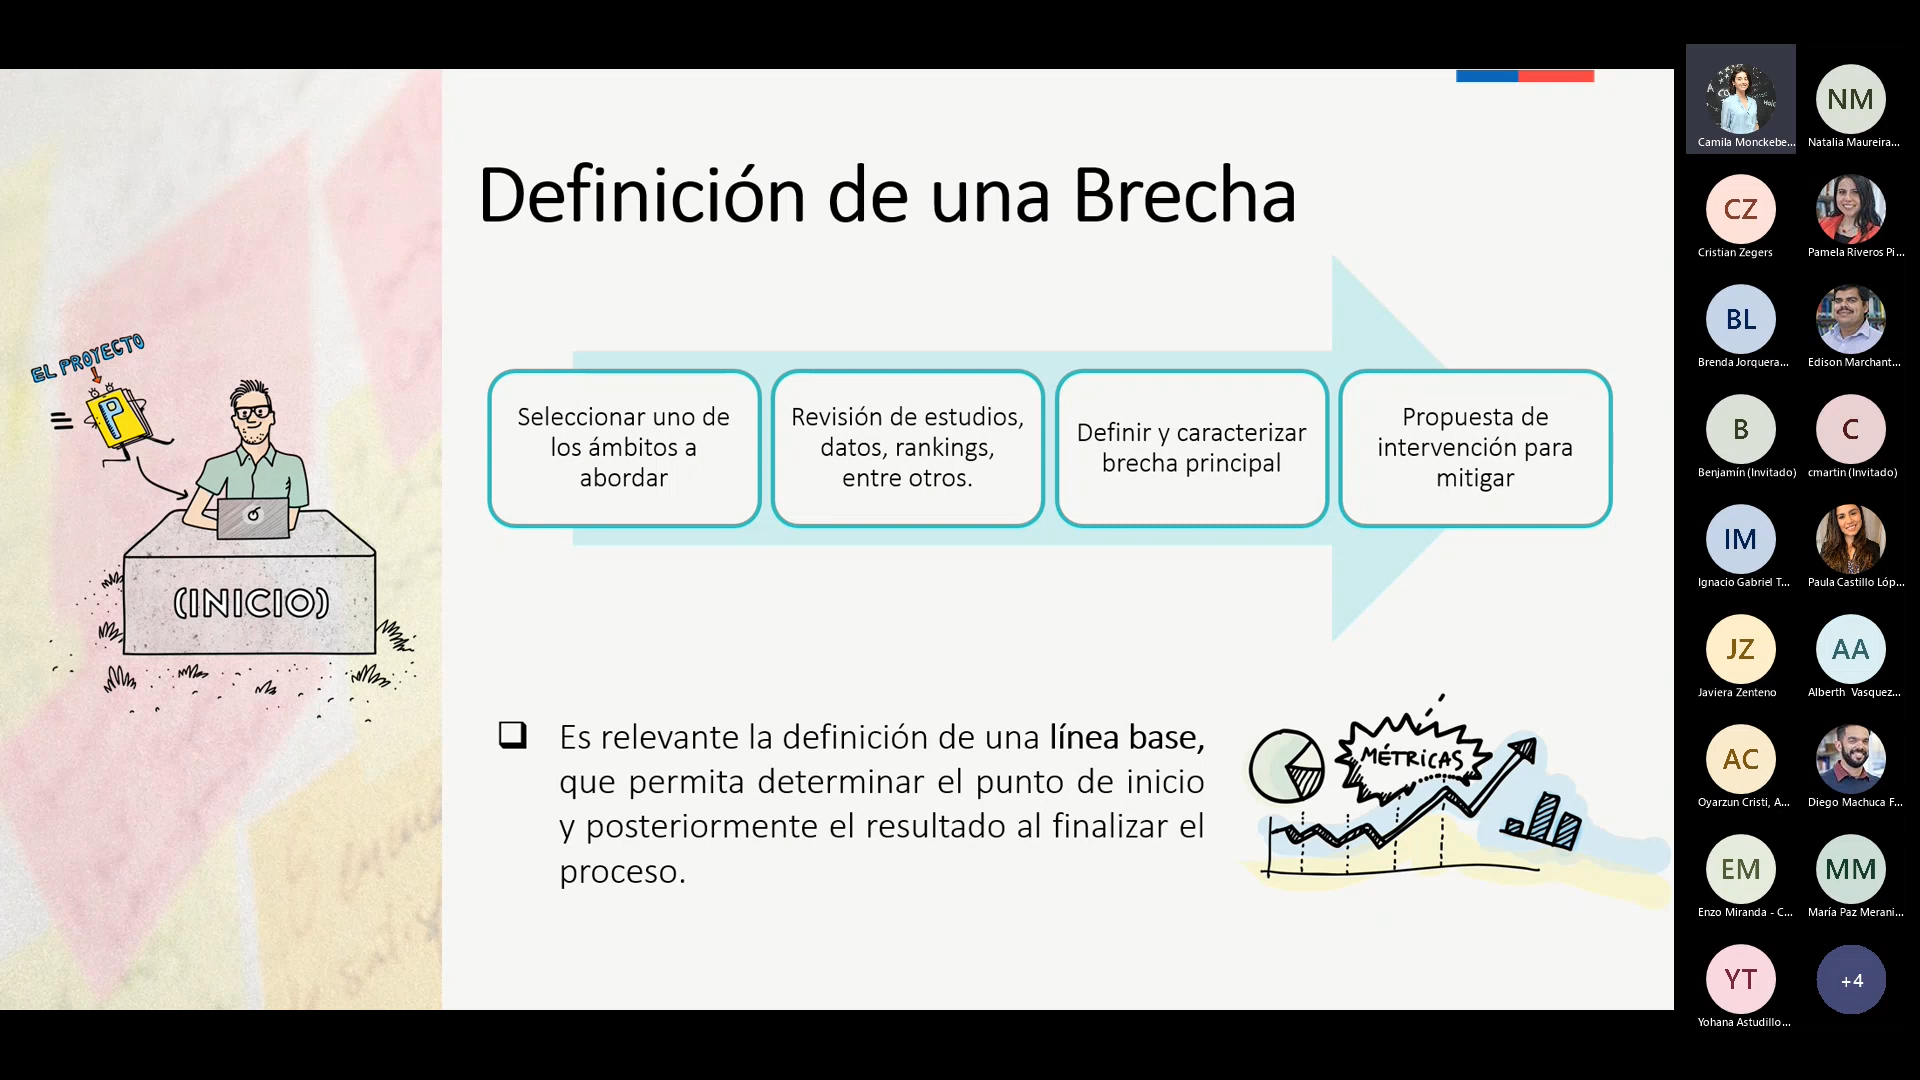 Definición de una Brecha
EL PROYECTO
=
P
(INICIO)
Seleccionar uno de
los ámbitos a
abordar
Revisión de estudios,
datos, rankings,
entre otros.
Definir y caracterizar
brecha principal
Propuesta de
intervención para
mitigar
❑ Es relevante la definición de una línea base,
que permita determinar el punto de inicio
y posteriormente el resultado al finalizar el
proceso.
MÉTRICAS
Camila Monckebe...
NM
Natalia Maureira...
CZ
Cristian Zegers
Pamela Riveros Pi...
BL
Brenda Jorquera...
Edison Marchant...
B
Benjamín (Invitado)
C
cmartin (Invitado)
IM
Ignacio Gabriel T...
Paula Castillo Lóp...
JZ
Javiera Zenteno
AA
Alberth Vasquez...
AC
Oyarzun Cristi, A...
Diego Machuca F...
EM
Enzo Miranda - C...
MM
María Paz Merani...
YT
Yohana Astudillo...
+4